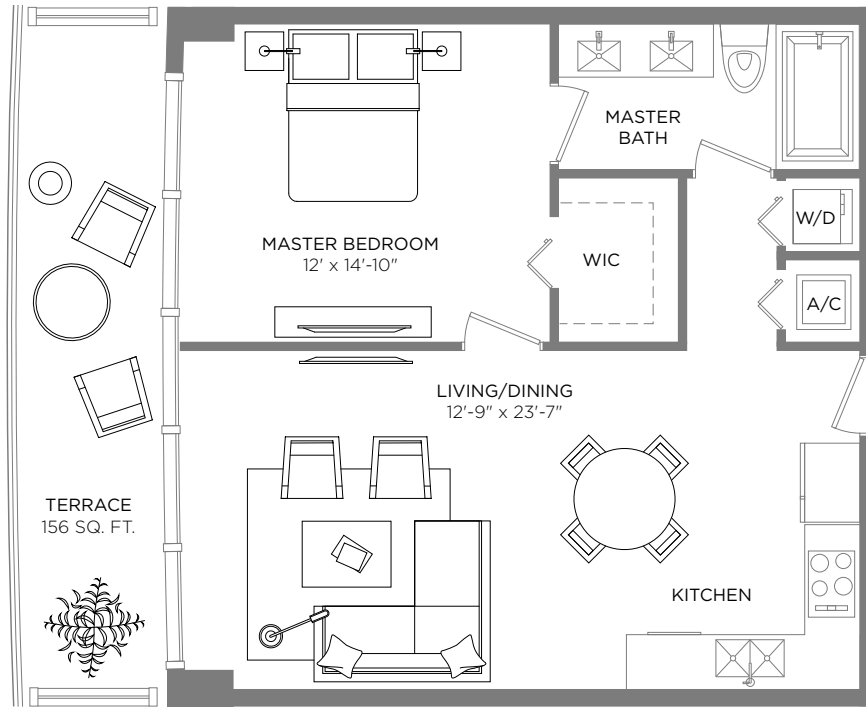 MASTER
BATH
W/D
MASTER BEDROOM
12' x 14'-10"
WIC
A/C
LIVING/DINING
12'-9" x 23'-7"
TERRACE
156 SQ. FT.
KITCHEN